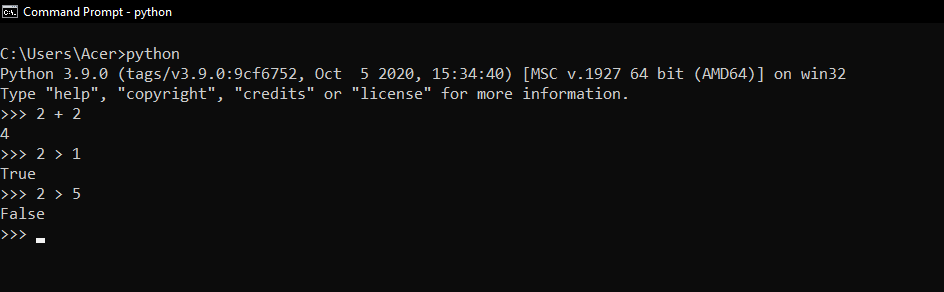 Command Prompt - python
C:\Users\Acer>python
Python 3.9.0 (tags/v3.9.0:9cf6752, Oct  5 2020, 15:34:40) [MSC v.1927 64 bit (AMD64)] on win32
Type "help", "copyright", "credits" or "license" for more information.
>>> 2 + 2
4
>>> 2 > 1
True
>>> 2 > 5
False
>>>